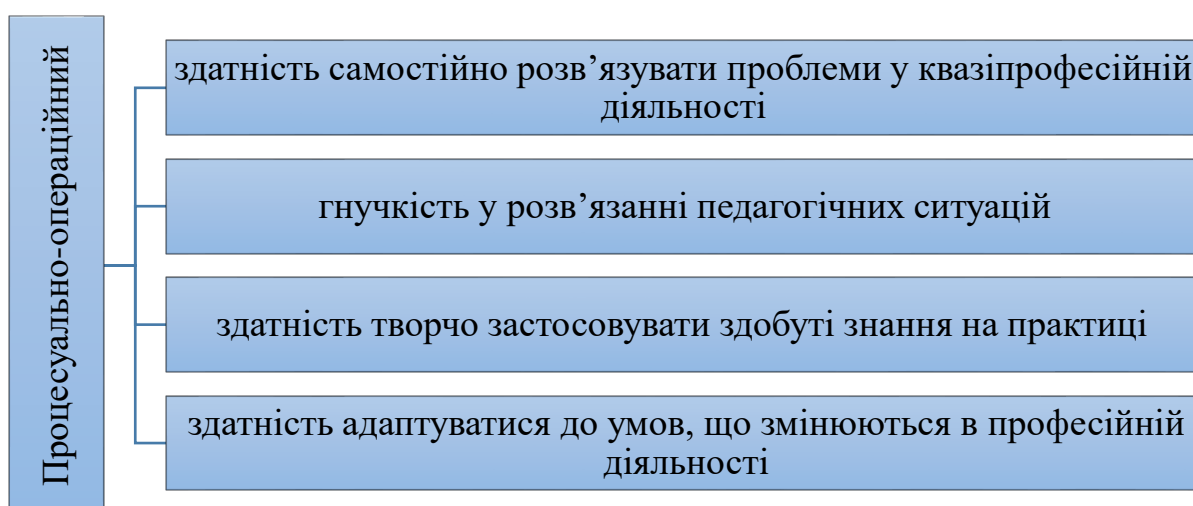 Процесуально-операційний
здатність самостійно розв’язувати проблеми у квазіпрофесійній
діяльності
гнучкість у розв’язанні педагогічних ситуацій
здатність творчо застосовувати здобуті знання на практиці
здатність адаптуватися до умов, що змінюються в професійній
діяльності